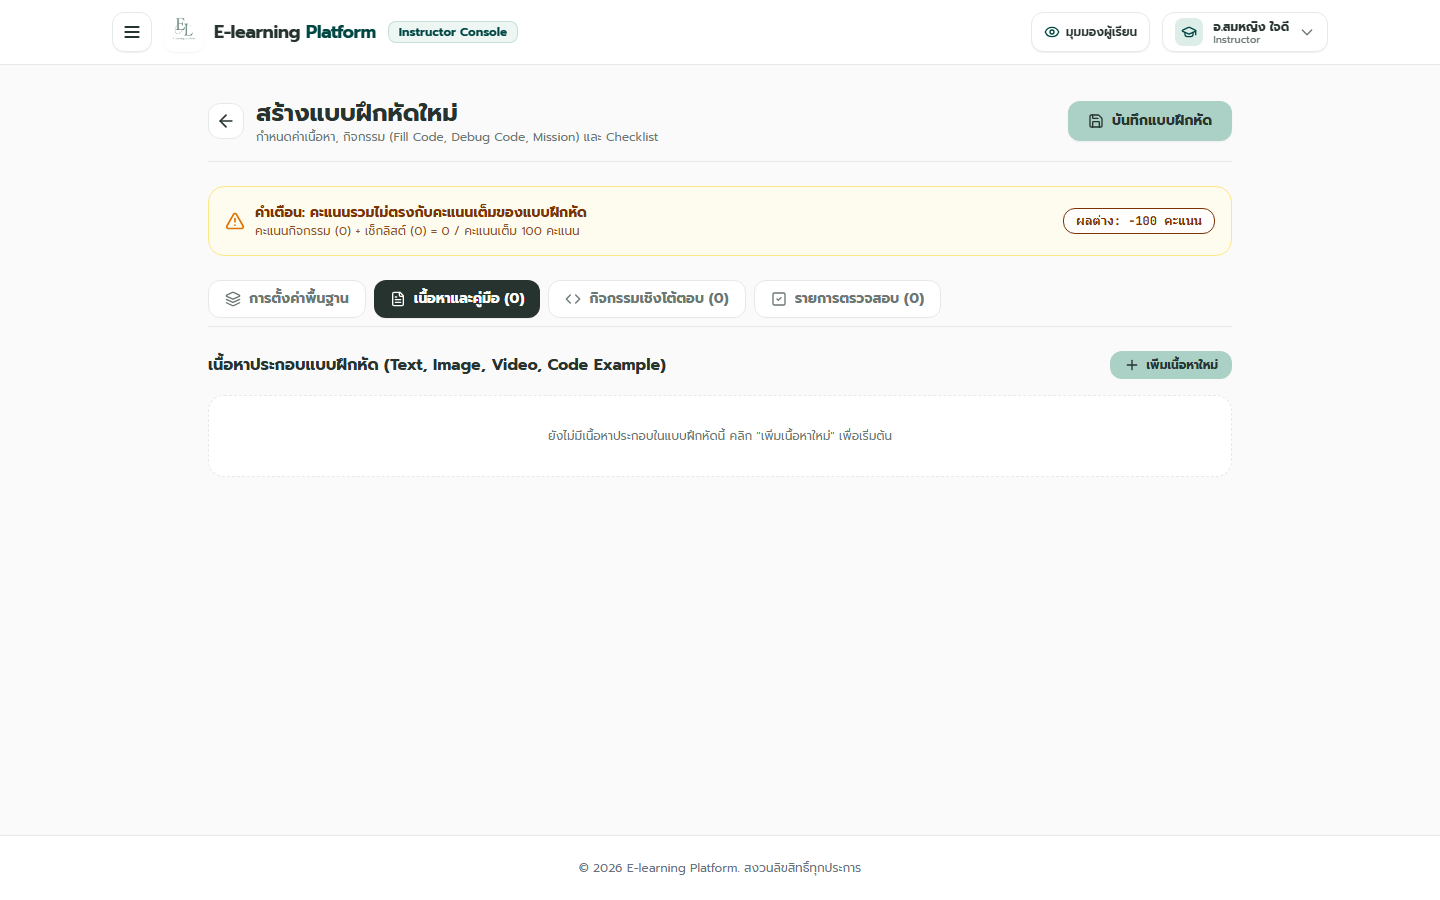 EL
E-learning Platform
Instructor Console
มุมมองผู้เรียน
อ.สมหญิง ใจดี
Instructor
สร้างแบบฝึกหัดใหม่
กำหนดค่าเนื้อหา, กิจกรรม (Fill Code, Debug Code, Mission) และ Checklist
บันทึกแบบฝึกหัด
คำเตือน: คะแนนรวมไม่ตรงกับคะแนนเต็มของแบบฝึกหัด
คะแนนกิจกรรม (0) + เช็กลิสต์ (0) = 0 / คะแนนเต็ม 100 คะแนน
ผลต่าง: -100 คะแนน
การตั้งค่าพื้นฐาน
เนื้อหาและคู่มือ (0)
กิจกรรมเชิงโต้ตอบ (0)
รายการตรวจสอบ (0)
เนื้อหาประกอบแบบฝึกหัด (Text, Image, Video, Code Example)
เพิ่มเนื้อหาใหม่
ยังไม่มีเนื้อหาประกอบในแบบฝึกหัดนี้ คลิก "เพิ่มเนื้อหาใหม่" เพื่อเริ่มต้น
© 2026 E-learning Platform. สงวนลิขสิทธิ์ทุกประการ